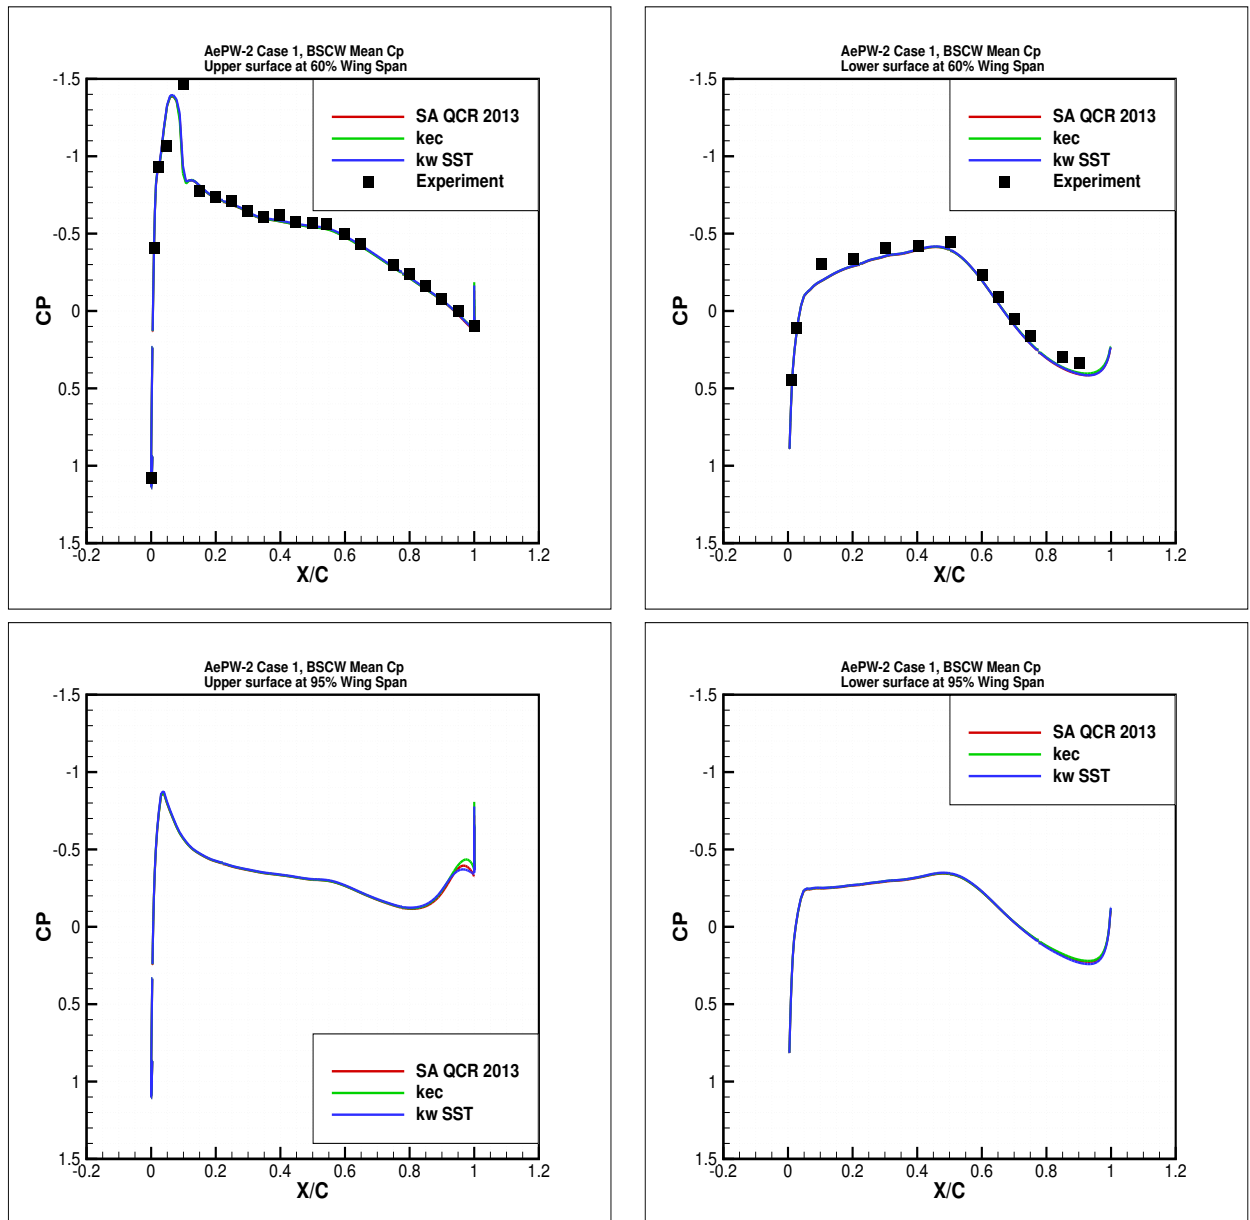 AePW-2 Case 1, BSCW Mean Cp
Upper surface at 60% Wing Span
-1.5
-1
-0.5
0
0.5
1
1.5
CP
SA QCR 2013
kec
kw SST
Experiment
-0.2
0
0.2
0.4
0.6
0.8
1
1.2
X/C
AePW-2 Case 1, BSCW Mean Cp
Lower surface at 60% Wing Span
-1.5
-1
-0.5
0
0.5
1
1.5
CP
SA QCR 2013
kec
kw SST
Experiment
-0.2
0
0.2
0.4
0.6
0.8
1
1.2
X/C
AePW-2 Case 1, BSCW Mean Cp
Upper surface at 95% Wing Span
-1.5
-1
-0.5
0
0.5
1
1.5
CP
SA QCR 2013
kec
kw SST
-0.2
0
0.2
0.4
0.6
0.8
1
1.2
X/C
AePW-2 Case 1, BSCW Mean Cp
Lower surface at 95% Wing Span
-1.5
-1
-0.5
0
0.5
1
1.5
CP
SA QCR 2013
kec
kw SST
-0.2
0
0.2
0.4
0.6
0.8
1
1.2
X/C